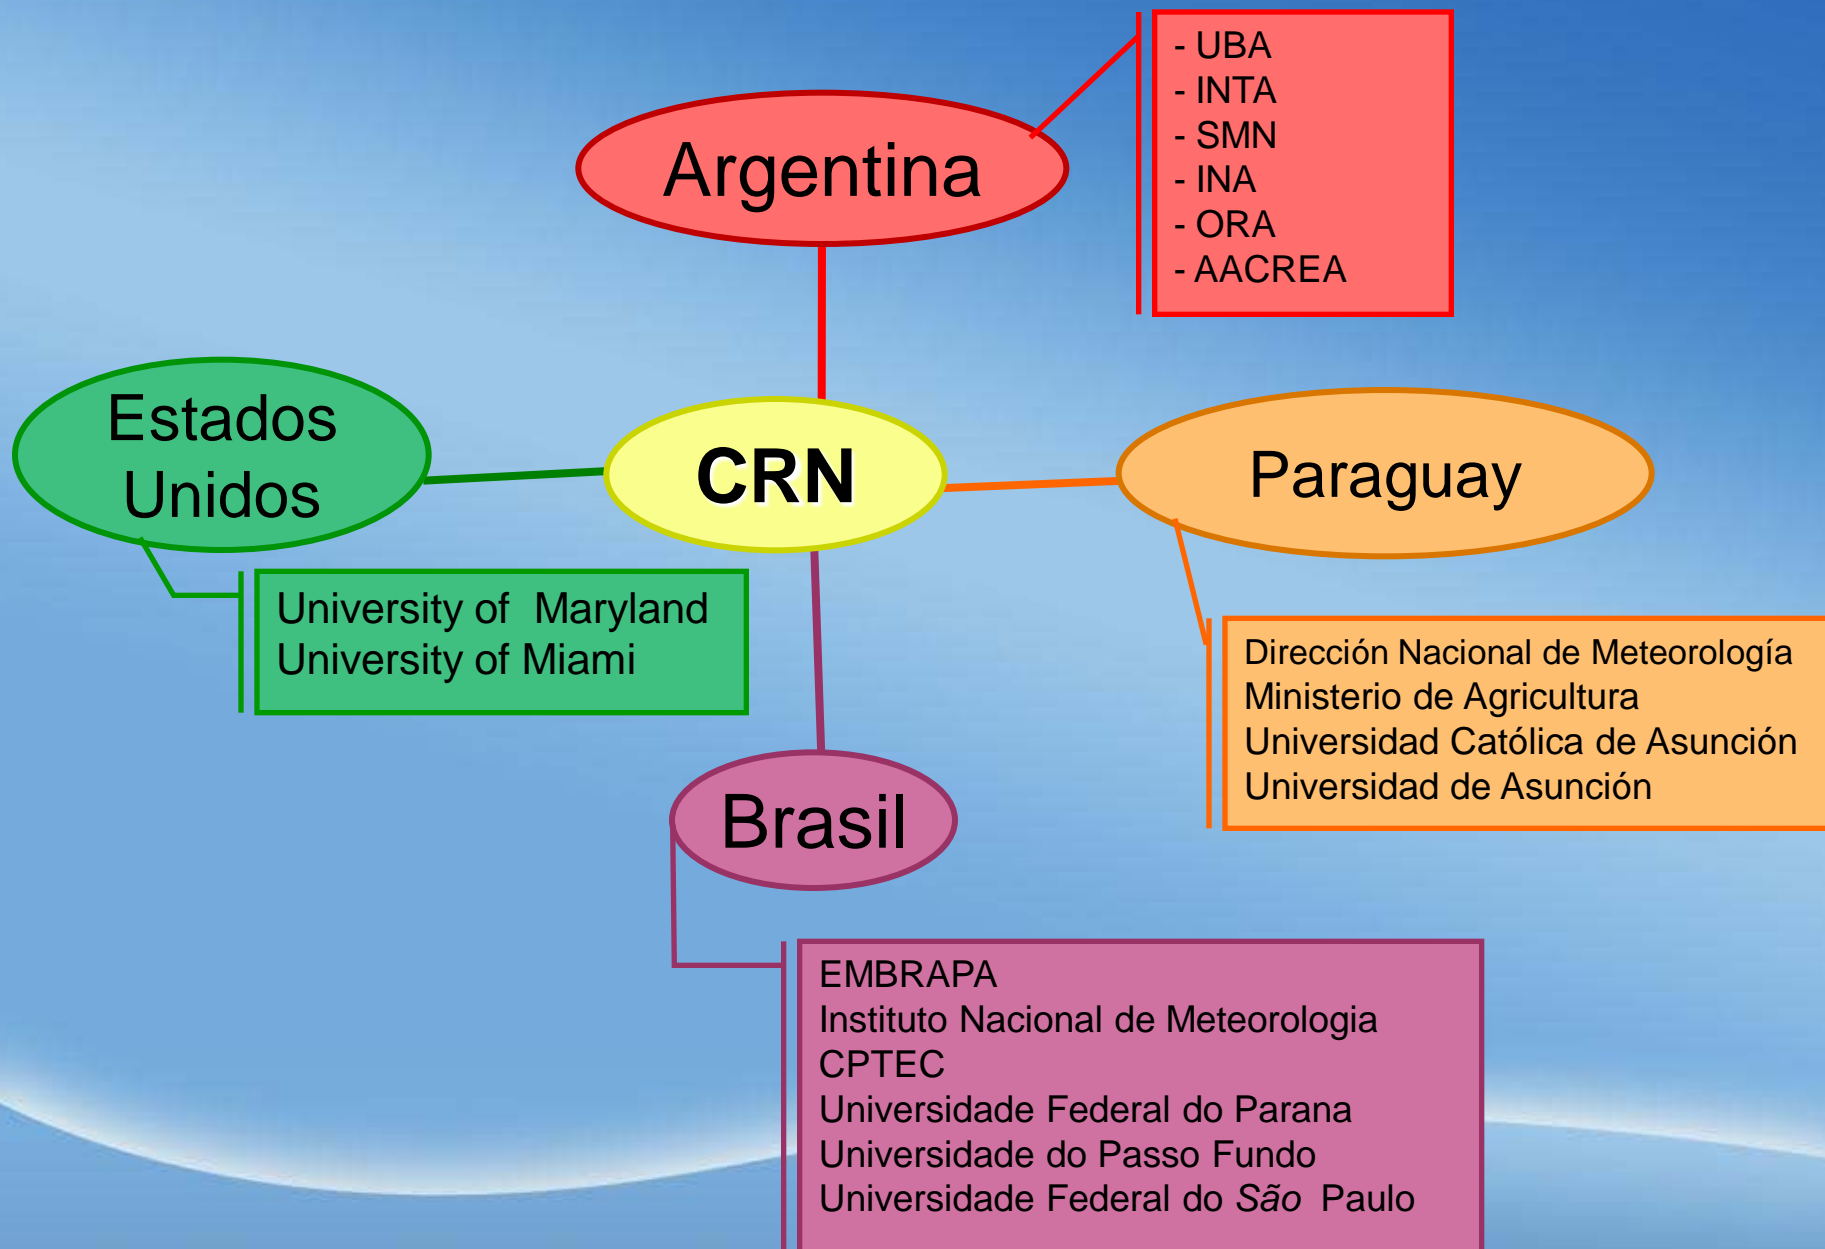 - UBA
- INTA
- SMN
- INA
- ORA
- AACREA
Argentina
Estados
Unidos
CRN
Paraguay
University of  Maryland
University of Miami
Dirección Nacional de Meteorología
Ministerio de Agricultura
Universidad Católica de Asunción
Universidad de Asunción
Brasil
EMBRAPA
Instituto Nacional de Meteorologia
CPTEC
Universidade Federal do Parana
Universidade do Passo Fundo
Universidade Federal do São  Paulo